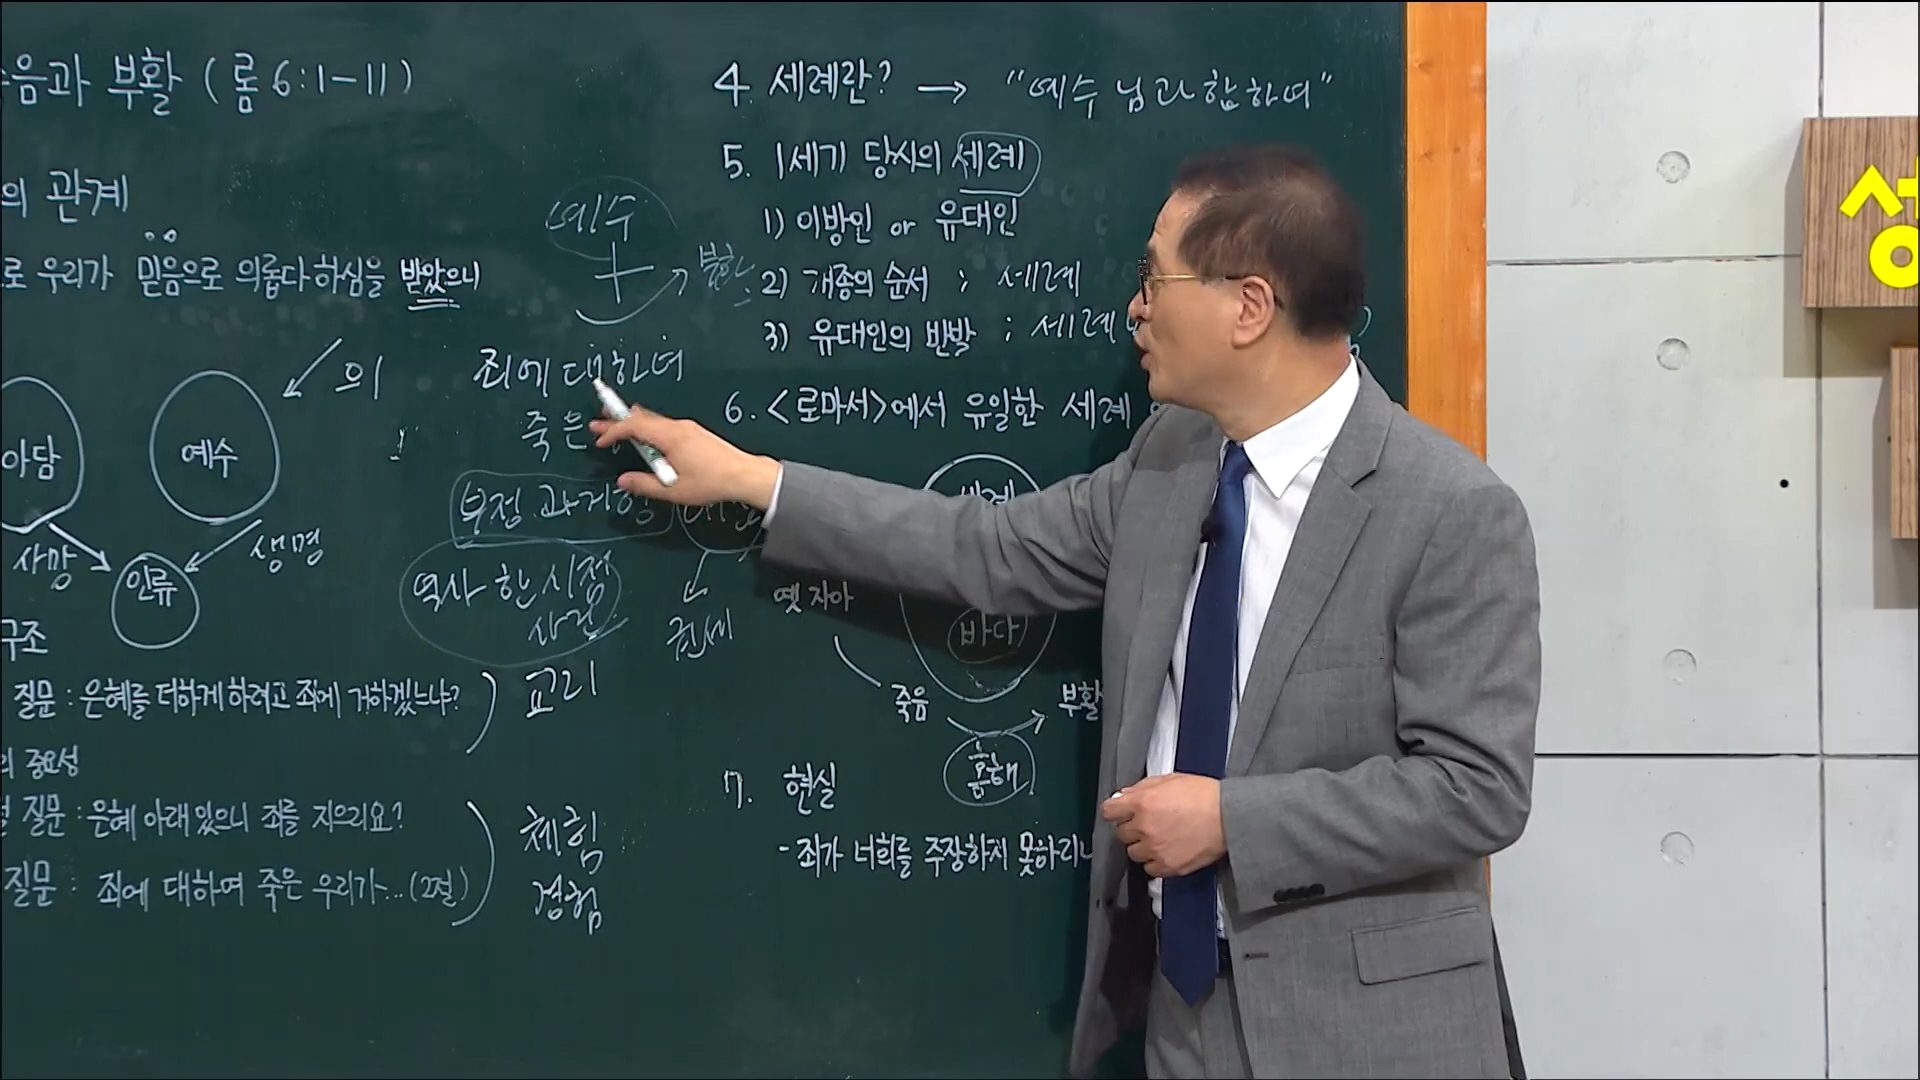 음과 부활 (롬 6:1-11)
의 관계
로 우리가 믿음으로 의롭다 하심을 받았으니
의
아담
예수
사망
생명
인류
구조
질문 : 은혜를 더하게 하려고 죄에 거하겠느냐?
의 중요성
질문 : 은혜 아래 있으니 죄를 지으리요?
질문 : 죄에 대하여 죽은 우리가... (2절)
예수
부활
죄에 대하여
죽은
부정 과거형
역사 한 시점
사건
권세
교리
체험
경험
4. 세례란? → "예수님과 합하여"
5. 1세기 당시의 세례
1) 이방인 or 유대인
2) 개종의 순서 ; 세례
3) 유대인의 반발 ; 세례
6. <로마서>에서 유일한 세례
세례
옛 자아
바다
죽음
부활
홍해
7. 현실
- 죄가 너희를 주장하지 못하리니
성